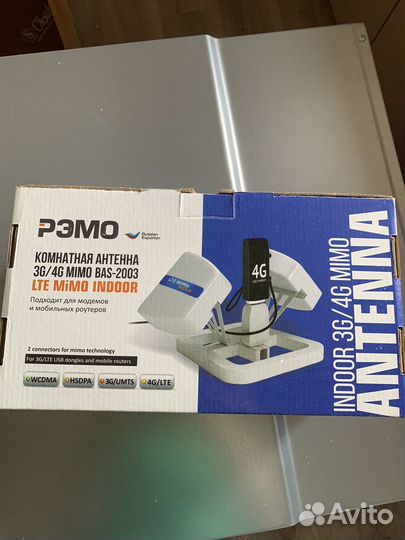 РЭМО
Russian
Exporter
КОМНАТНАЯ АНТЕННА
3G/4G MIMO BAS-2003
LTE MiMO INDOOR
Подходит для модемов
и мобильных роутеров
2 connectors for mimo technology
For 3G/LTE USB dongles and mobile routers
WCDMA
HSDPA
3G/UMTS
4G/LTE
LTE MiMo
INDOOR
4G
INDOOR 3G/4G MIMO
ANTENNA
Avito